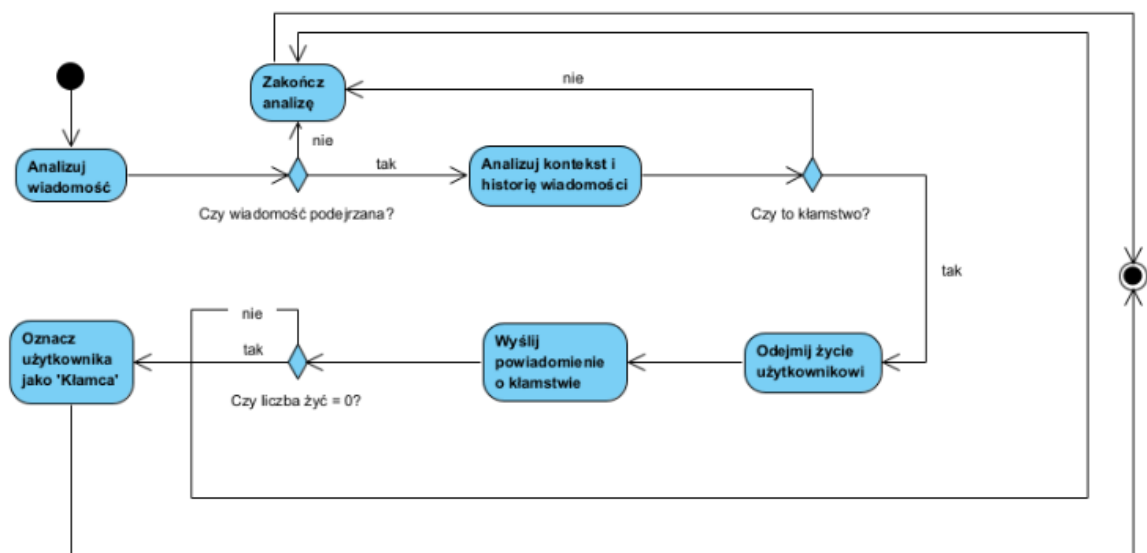 Zakończ
analizę
nie
nie
Analizuj
wiadomość
tak
Analizuj kontekst i
historię wiadomości
Czy wiadomość podejrzana?
Czy to kłamstwo?
tak
nie
Oznacz
użytkownika
jako 'Kłamca'
tak
Wyślij
powiadomienie
o kłamstwie
Odejmij życie
użytkownikowi
Czy liczba żyć = 0?